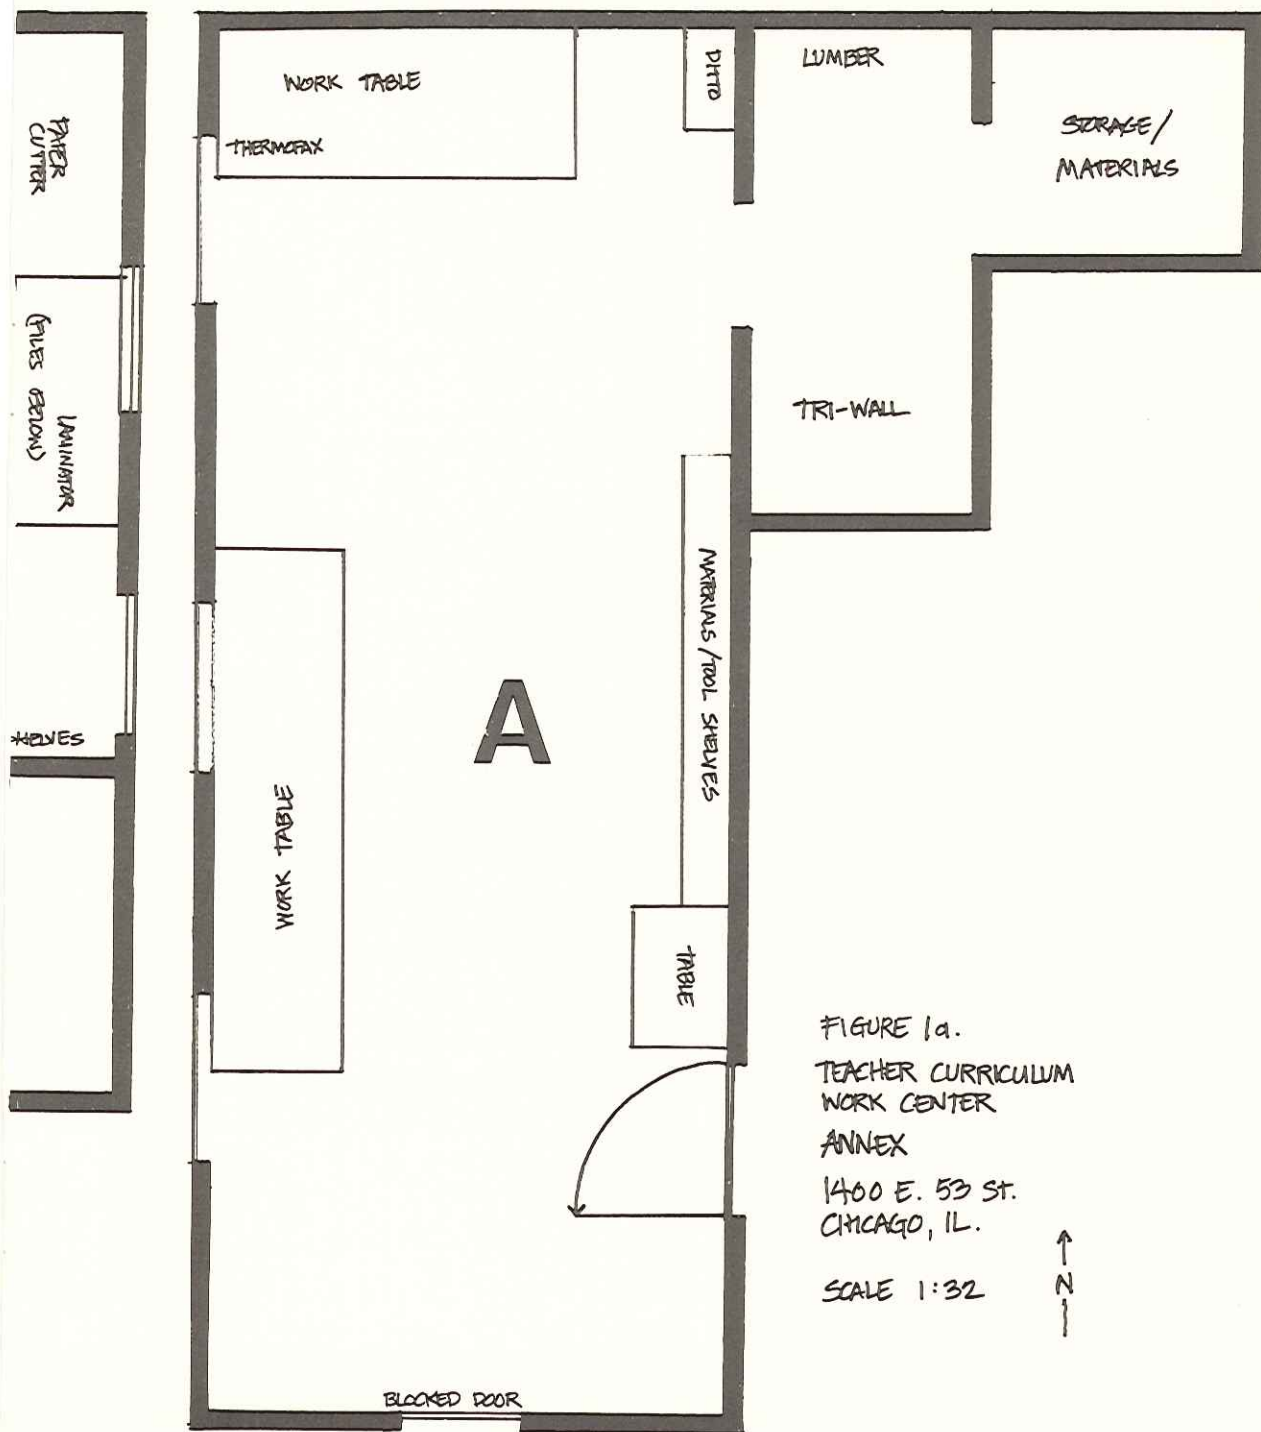 PAPER
CUTTER
LAMINATOR
(FILES BELOW)
HELVES
WORK TABLE
THERMOFAX
DITTO
LUMBER
STORAGE/
MATERIALS
TRI-WALL
MATERIALS/TOOL SHELVES
A
WORK TABLE
TABLE
BLOCKED DOOR
FIGURE 1a.
TEACHER CURRICULUM
WORK CENTER
ANNEX
1400 E. 53 St.
CHICAGO, IL.
SCALE 1:32
N